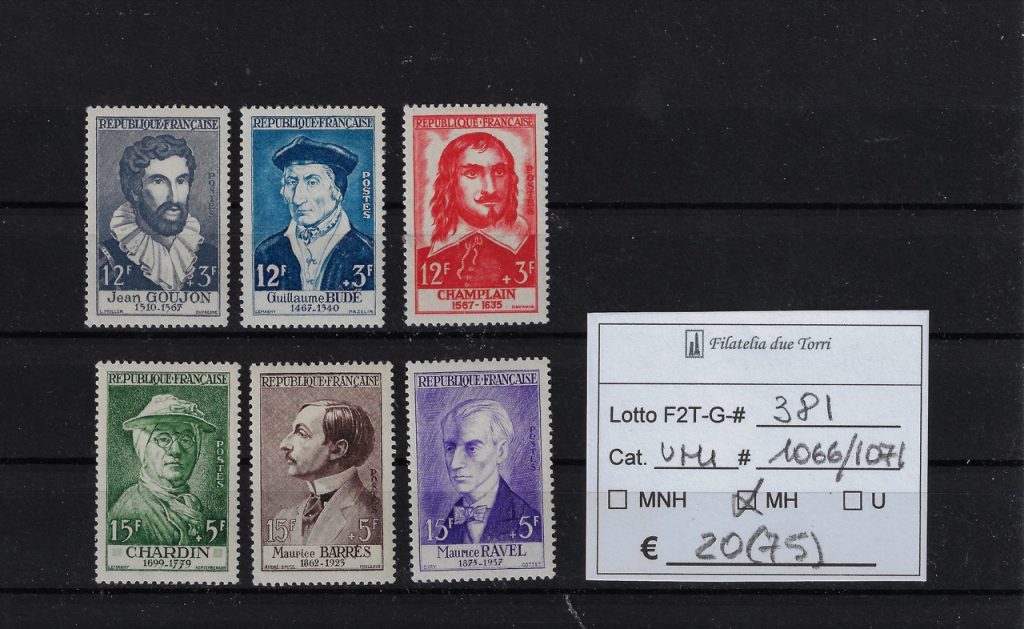 REPUBLIQUE·FRANÇAISE
POSTES
12F +3F
Jean GOUJON
1510-1567
DUFRESNE
REPUBLIQUE·FRANÇAISE
POSTES
12F +3F
Guillaume BUDÉ
1467-1540
MAZELIN
REPUBLIQUE·FRANÇAISE
POSTES
12F +3F
CHAMPLAIN
1567-1635
REPUBLIQUE·FRANÇAISE
POSTES
15F +5F
CHARDIN
1699-1779
REPUBLIQUE·FRANÇAISE
POSTES
15F +5F
Maurice BARRÈS
1862-1923
REPUBLIQUE·FRANÇAISE
POSTES
15F +5F
Maurice RAVEL
1875-1937
COTTET
Filatelia due Torri
Lotto F2T-G-# 381
Cat. # 1066/1071
MNH MH U
€ 20(75)